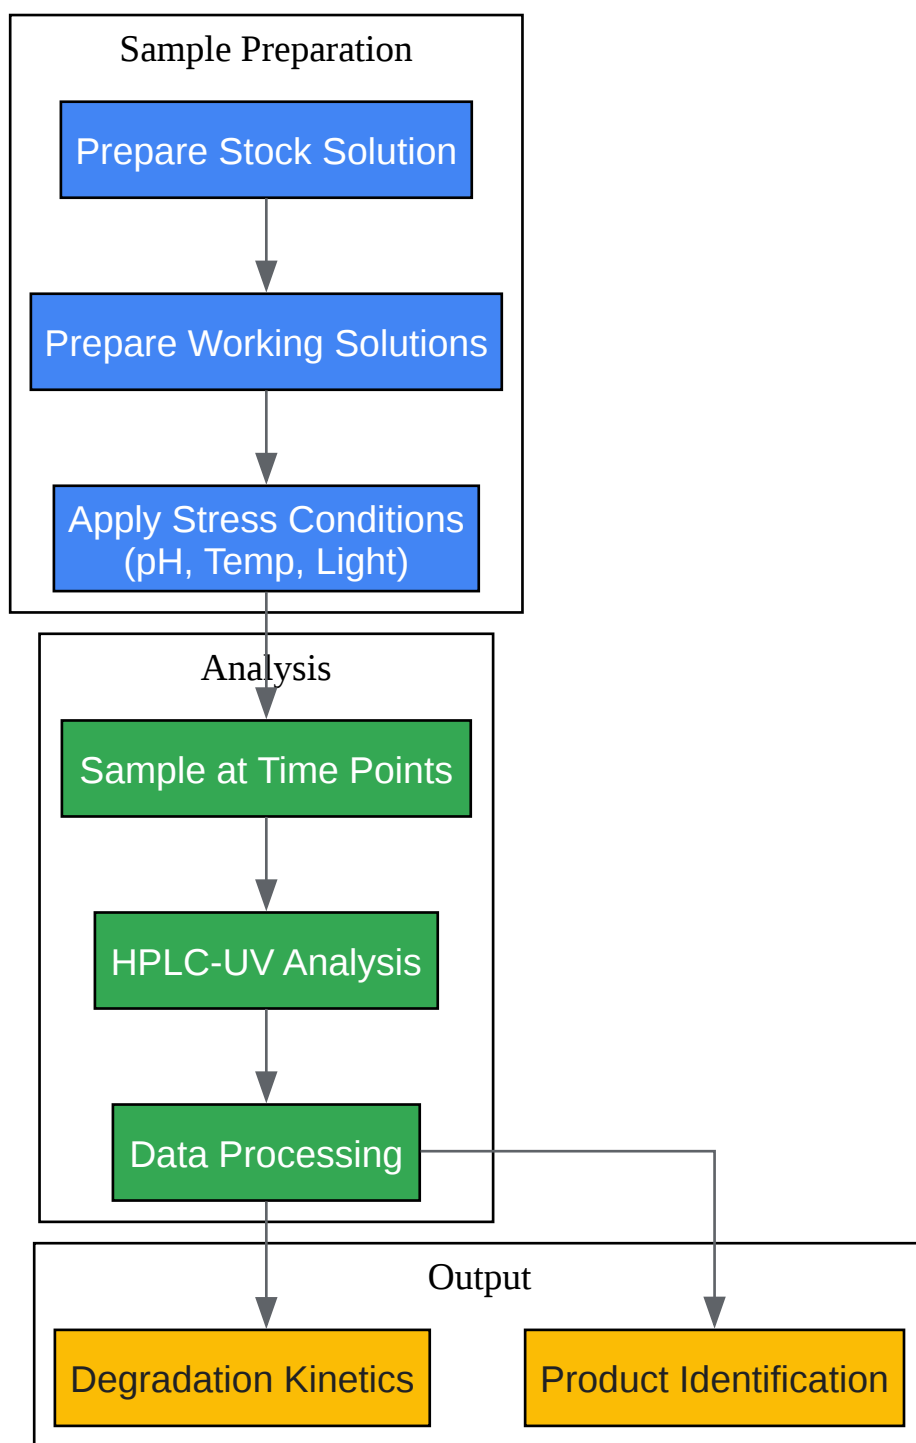 Sample Preparation
Prepare Stock Solution
Prepare Working Solutions
Apply Stress Conditions
(pH, Temp, Light)
Analysis
Sample at Time Points
HPLC-UV Analysis
Data Processing
Output
Degradation Kinetics
Product Identification